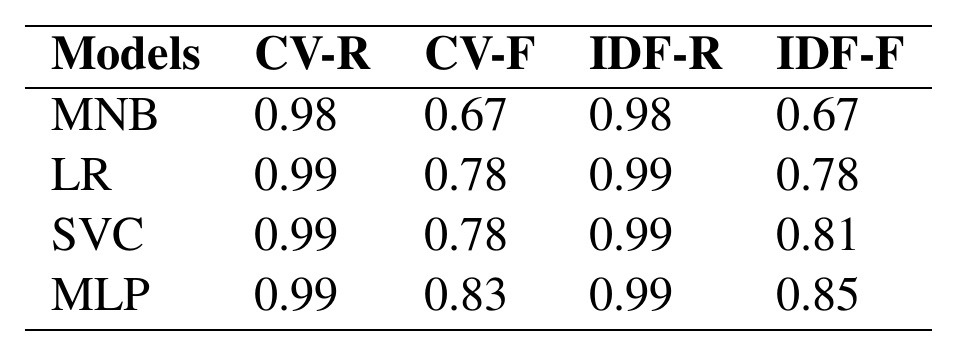 Models CV-R CV-F IDF-R IDF-F
MNB 0.98 0.67 0.98 0.67
LR 0.99 0.78 0.99 0.78
SVC 0.99 0.78 0.99 0.81
MLP 0.99 0.83 0.99 0.85